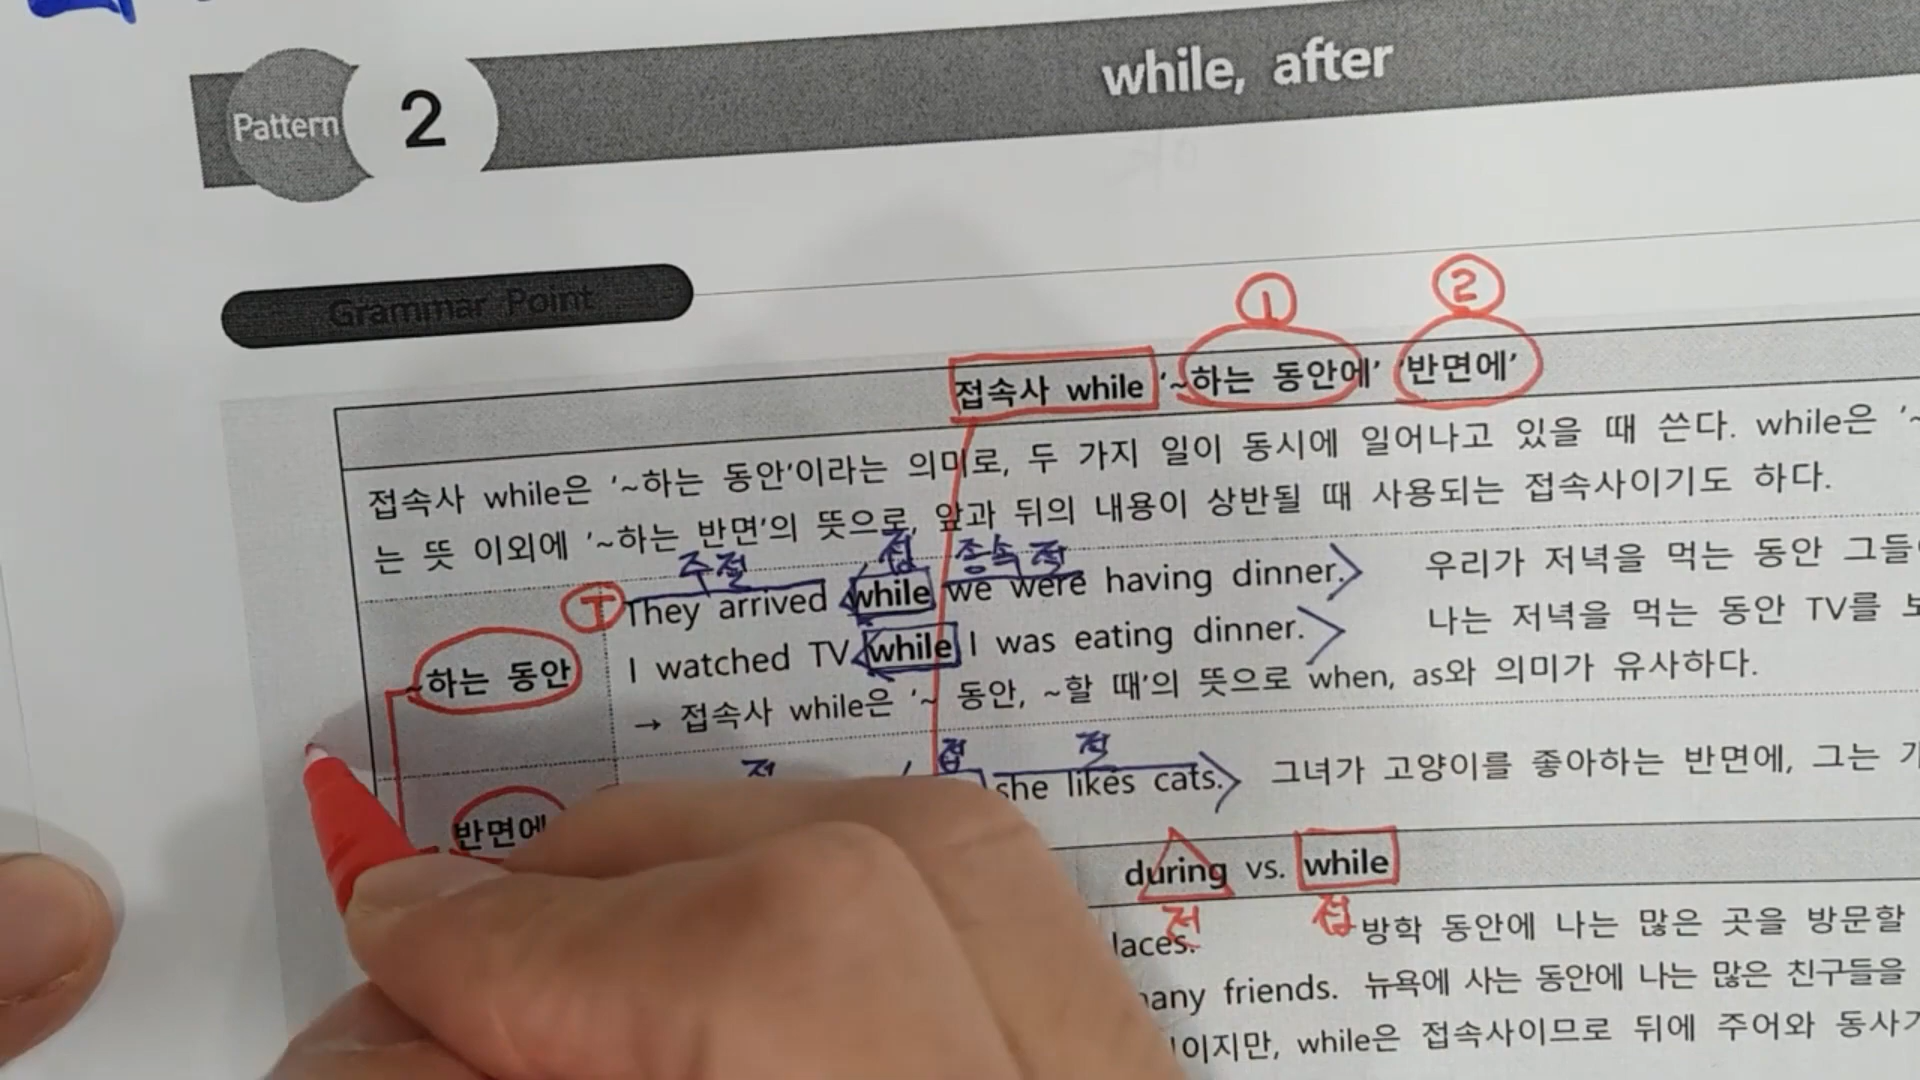 Pattern 2 while, after
Grammar Point
① ②
접속사 while '~하는 동안에' '반면에'
접속사 while은 '~하는 동안'이라는 의미로, 두 가지 일이 동시에 일어나고 있을 때 쓴다. while은 '~
는 뜻 이외에 '~하는 반면'의 뜻으로, 앞과 뒤의 내용이 상반될 때 사용되는 접속사이기도 하다.
주절 접 종속절
They arrived while we were having dinner. 우리가 저녁을 먹는 동안 그들
~하는 동안
I watched TV while I was eating dinner. 나는 저녁을 먹는 동안 TV를
→ 접속사 while은 '~ 동안, ~할 때'의 뜻으로 when, as와 의미가 유사하다.
접
반면에 she likes cats. 그녀가 고양이를 좋아하는 반면에, 그는
during vs. while
전 접
laces. 방학 동안에 나는 많은 곳을 방문할
any friends. 뉴욕에 사는 동안에 나는 많은 친구들을
이지만, while은 접속사이므로 뒤에 주어와 동사가